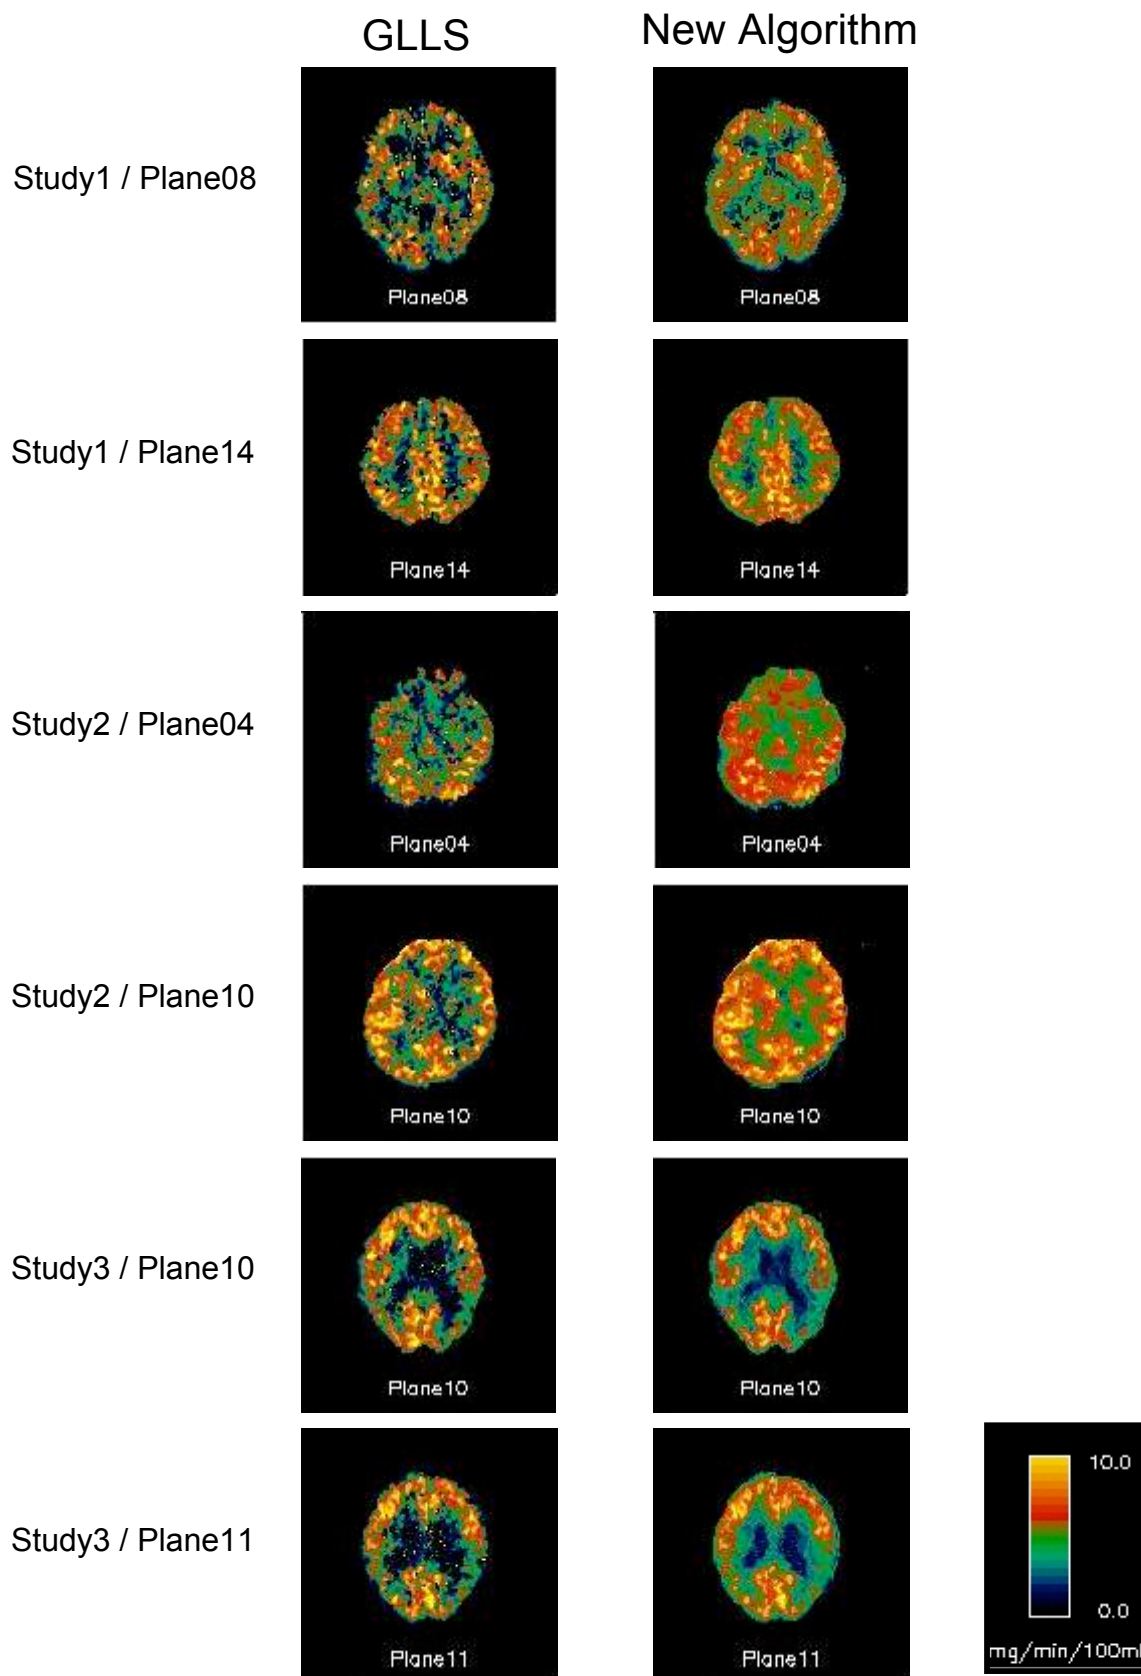 GLLS New Algorithm
Study1 / Plane08
Plane08 Plane08
Study1 / Plane14
Plane14 Plane14
Study2 / Plane04
Plane04 Plane04
Study2 / Plane10
Plane10 Plane10
Study3 / Plane10
Plane10 Plane10
Study3 / Plane11
Plane11 Plane11
10.0
0.0
mg/min/100ml